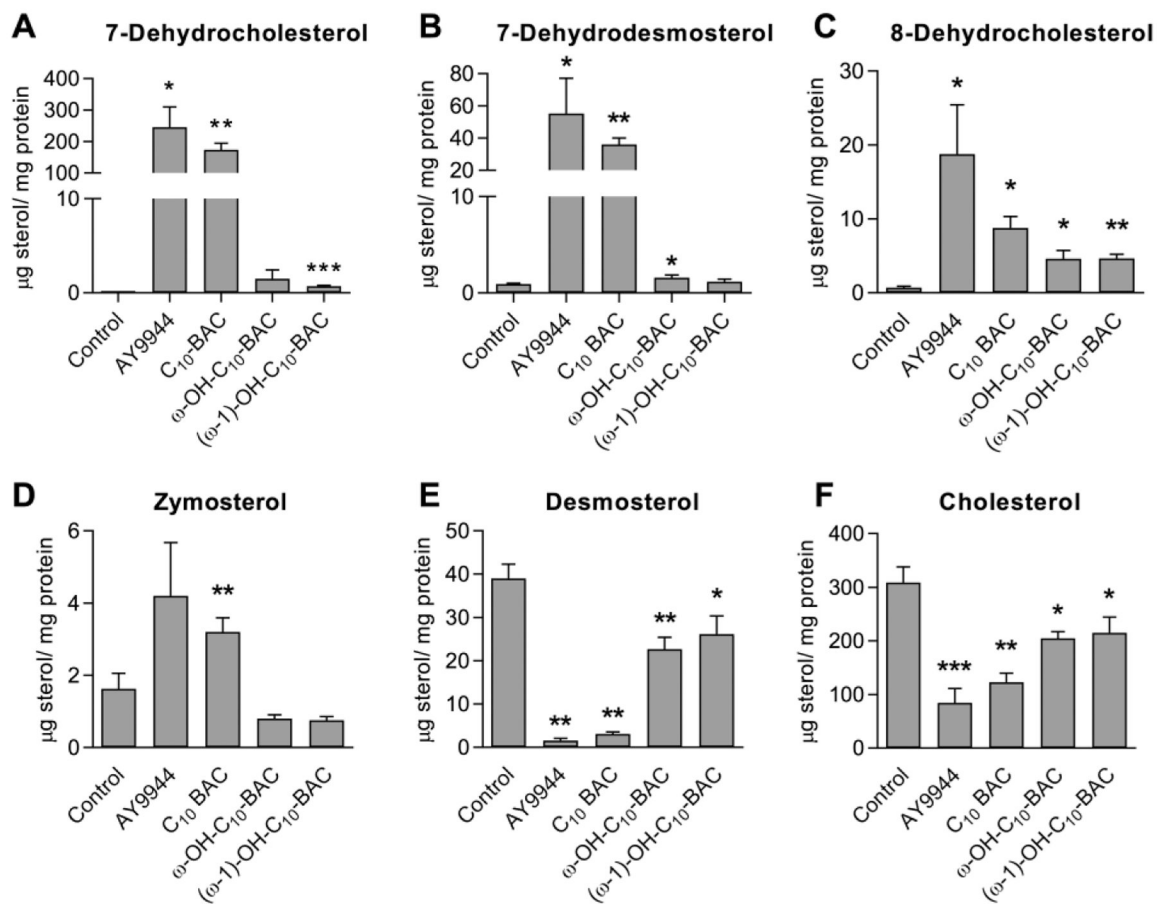 A
7-Dehydrocholesterol
µg sterol/ mg protein
400
300
200
100
10
0
*
**
***
Control
AY9944
C₁₀-BAC
ω-OH-C₁₀-BAC
(ω-1)-OH-C₁₀-BAC
B
7-Dehydrodesmosterol
µg sterol/ mg protein
80
60
40
20
10
0
*
**
*
Control
AY9944
C₁₀ BAC
ω-OH-C₁₀-BAC
(ω-1)-OH-C₁₀-BAC
C
8-Dehydrocholesterol
µg sterol/ mg protein
30
20
10
0
*
*
*
**
Control
AY9944
C₁₀ BAC
ω-OH-C₁₀-BAC
(ω-1)-OH-C₁₀-BAC
D
Zymosterol
µg sterol/ mg protein
6
4
2
0
**
Control
AY9944
C₁₀ BAC
ω-OH-C₁₀-BAC
(ω-1)-OH-C₁₀-BAC
E
Desmosterol
µg sterol/ mg protein
50
40
30
20
10
0
**
**
**
*
Control
AY9944
C₁₀ BAC
ω-OH-C₁₀-BAC
(ω-1)-OH-C₁₀-BAC
F
Cholesterol
µg sterol/ mg protein
400
300
200
100
0
***
**
*
*
Control
AY9944
C₁₀ BAC
ω-OH-C₁₀-BAC
(ω-1)-OH-C₁₀-BAC